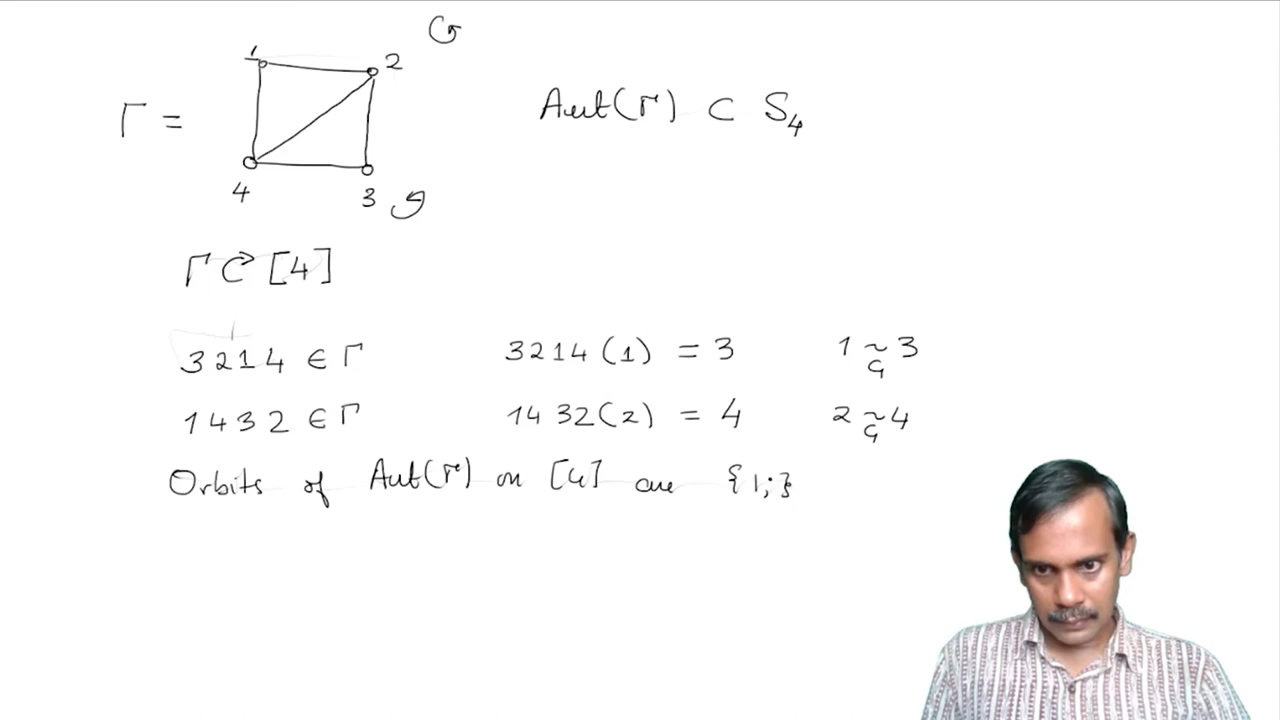 G
1 2
Γ =
4 3
Aut(Γ) ⊂ S₄
Γ ⊂ [4]
3214 ∈ Γ 3214(1) = 3 1 ~ 3
G
1432 ∈ Γ 1432(2) = 4 2 ~ 4
G
Orbits of Aut(Γ) on [4] are {1;}